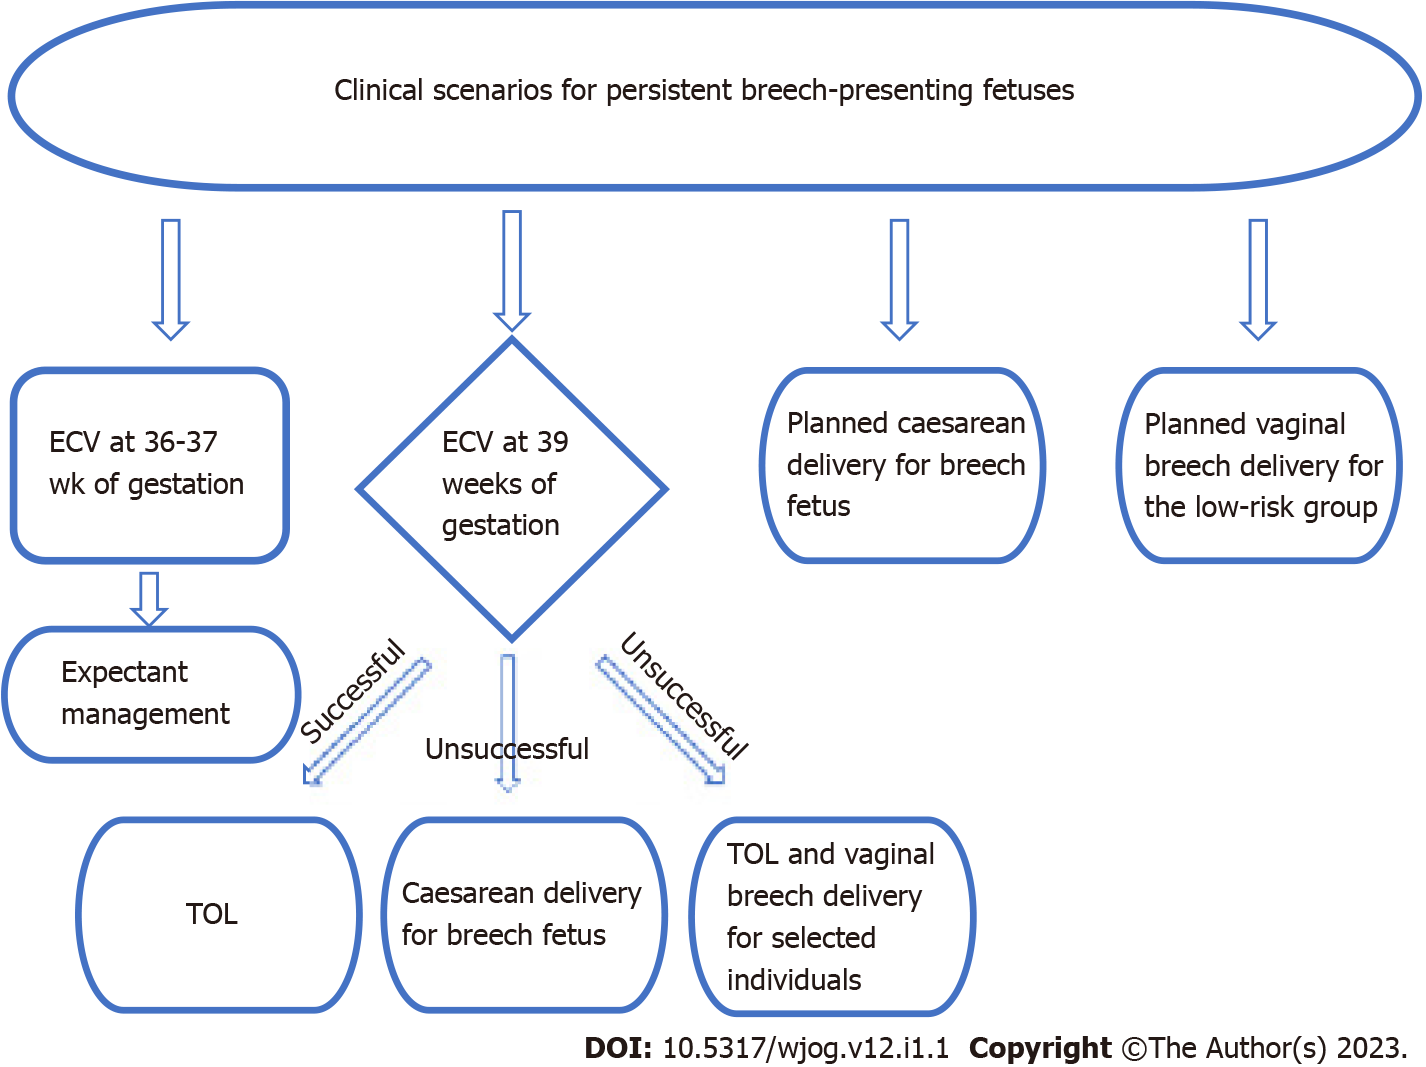 Clinical scenarios for persistent breech-presenting fetuses
ECV at 36-37
wk of gestation
ECV at 39
weeks of
gestation
Planned caesarean
delivery for breech
fetus
Planned vaginal
breech delivery for
the low-risk group
Expectant
management
Successful
Unsuccessful
Unsuccessful
TOL
Caesarean delivery
for breech fetus
TOL and vaginal
breech delivery
for selected
individuals
DOI: 10.5317/wjog.v12.i1.1 Copyright ©The Author(s) 2023.